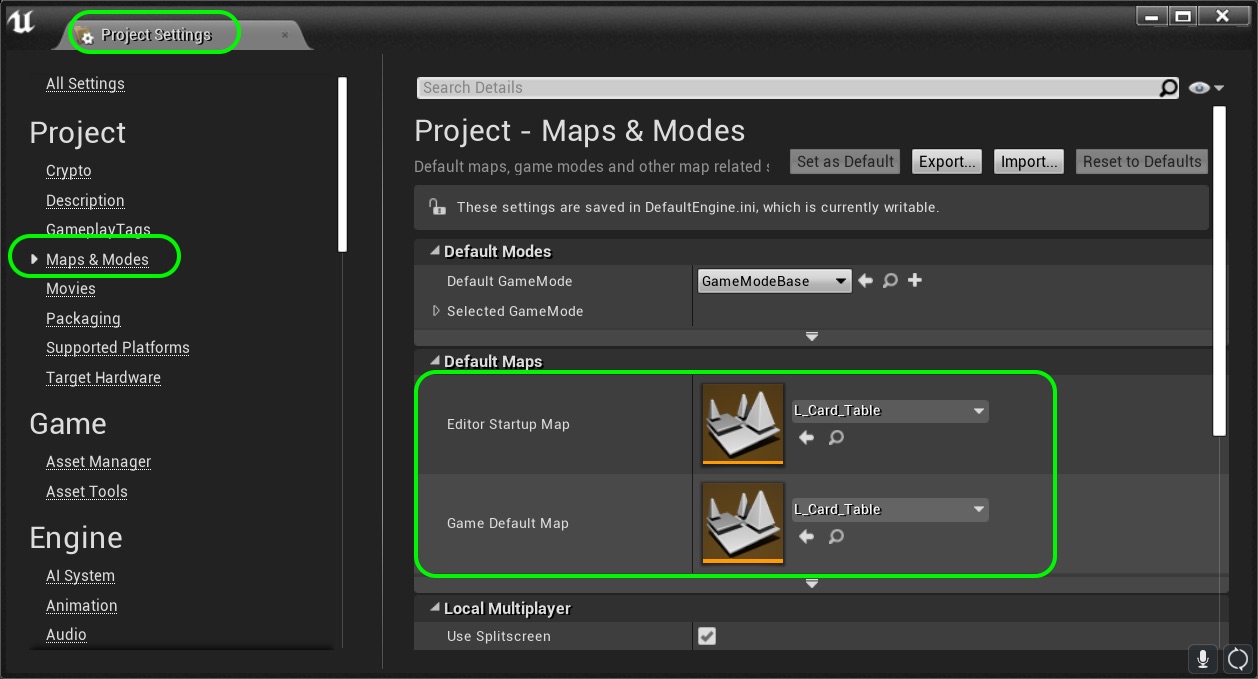 Project Settings
All Settings
Project
Crypto
Description
GameplayTags
Maps & Modes
Movies
Packaging
Supported Platforms
Target Hardware
Game
Asset Manager
Asset Tools
Engine
AI System
Animation
Audio
Search Details
Project - Maps & Modes
Default maps, game modes and other map related s
Set as Default
Export...
Import...
Reset to Defaults
These settings are saved in DefaultEngine.ini, which is currently writable.
Default Modes
Default GameMode
GameModeBase
Selected GameMode
Default Maps
Editor Startup Map
L_Card_Table
Game Default Map
L_Card_Table
Local Multiplayer
Use Splitscreen